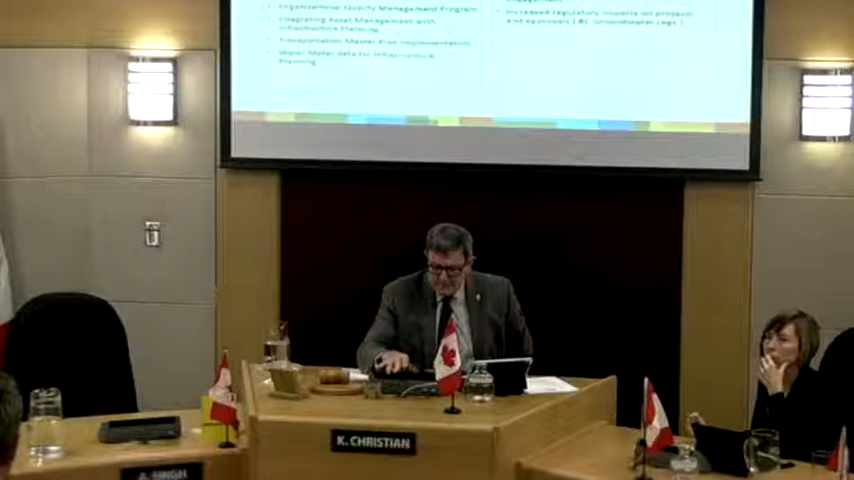 Organizational Quality Management Program
Integrating Asset Management with
Infrastructure Planning
Transportation Master Plan Implementation
Water Meter data for Infrastructure
Planning
Increased regulatory impacts on projects
and approvals ( BC Groundwater regs )
K. CHRISTIAN
SINGH